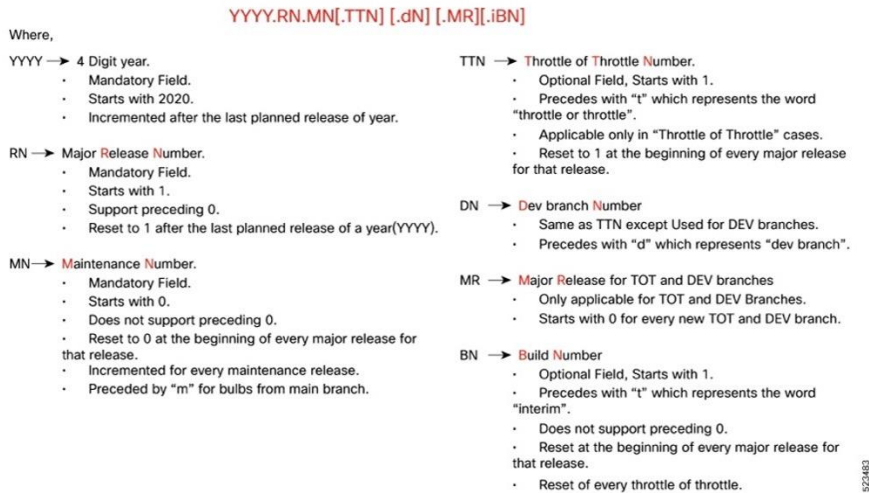 YYYY.RN.MN[.TTN] [.dN] [.MR][.iBN]
Where,
YYYY → 4 Digit year.
· Mandatory Field.
· Starts with 2020.
· Incremented after the last planned release of year.
RN → Major Release Number.
· Mandatory Field.
· Starts with 1.
· Support preceding 0.
· Reset to 1 after the last planned release of a year(YYYY).
MN → Maintenance Number.
· Mandatory Field.
· Starts with 0.
· Does not support preceding 0.
· Reset to 0 at the beginning of every major release for
that release.
· Incremented for every maintenance release.
· Preceded by “m” for bulbs from main branch.
TTN → Throttle of Throttle Number.
· Optional Field, Starts with 1.
· Precedes with “t” which represents the word
“throttle or throttle”.
· Applicable only in “Throttle of Throttle” cases.
· Reset to 1 at the beginning of every major release
for that release.
DN → Dev branch Number
· Same as TTN except Used for DEV branches.
· Precedes with “d” which represents “dev branch”.
MR → Major Release for TOT and DEV branches
· Only applicable for TOT and DEV Branches.
· Starts with 0 for every new TOT and DEV branch.
BN → Build Number
· Optional Field, Starts with 1.
· Precedes with “t” which represents the word
“interim”.
· Does not support preceding 0.
· Reset at the beginning of every major release for
that release.
· Reset of every throttle of throttle.
523483